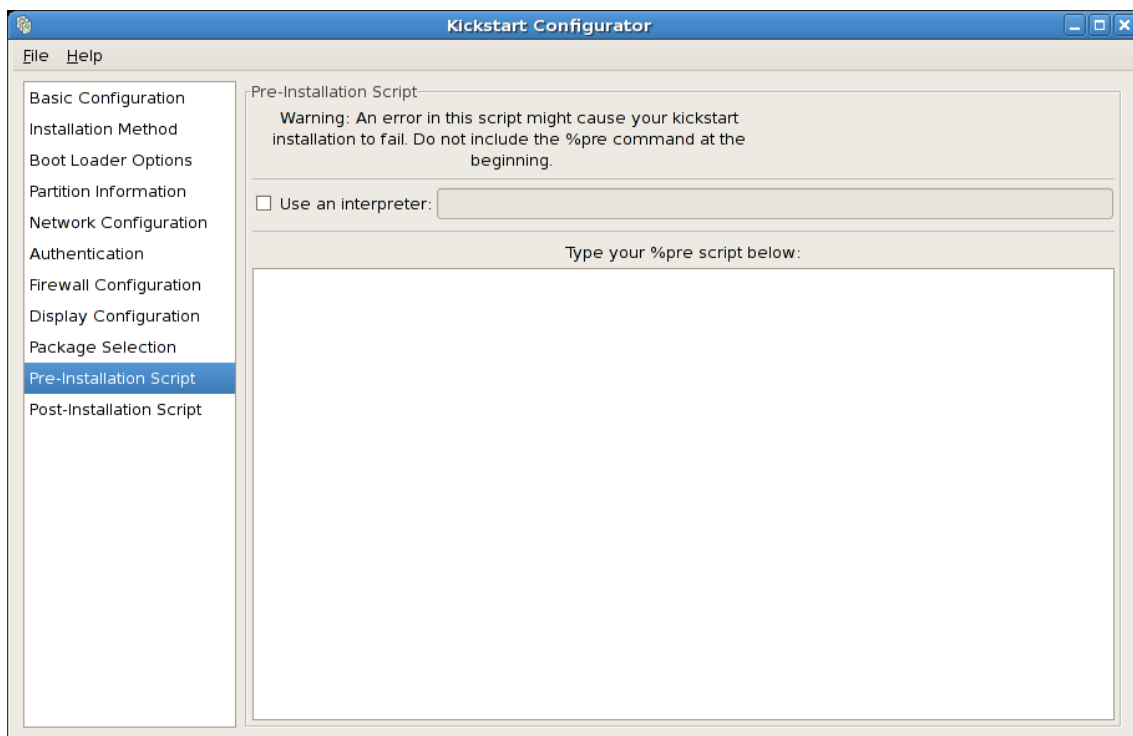 Kickstart Configurator
File Help
Basic Configuration
Installation Method
Boot Loader Options
Partition Information
Network Configuration
Authentication
Firewall Configuration
Display Configuration
Package Selection
Pre-Installation Script
Post-Installation Script
Pre-Installation Script
Warning: An error in this script might cause your kickstart
installation to fail. Do not include the %pre command at the
beginning.
Use an interpreter:
Type your %pre script below: